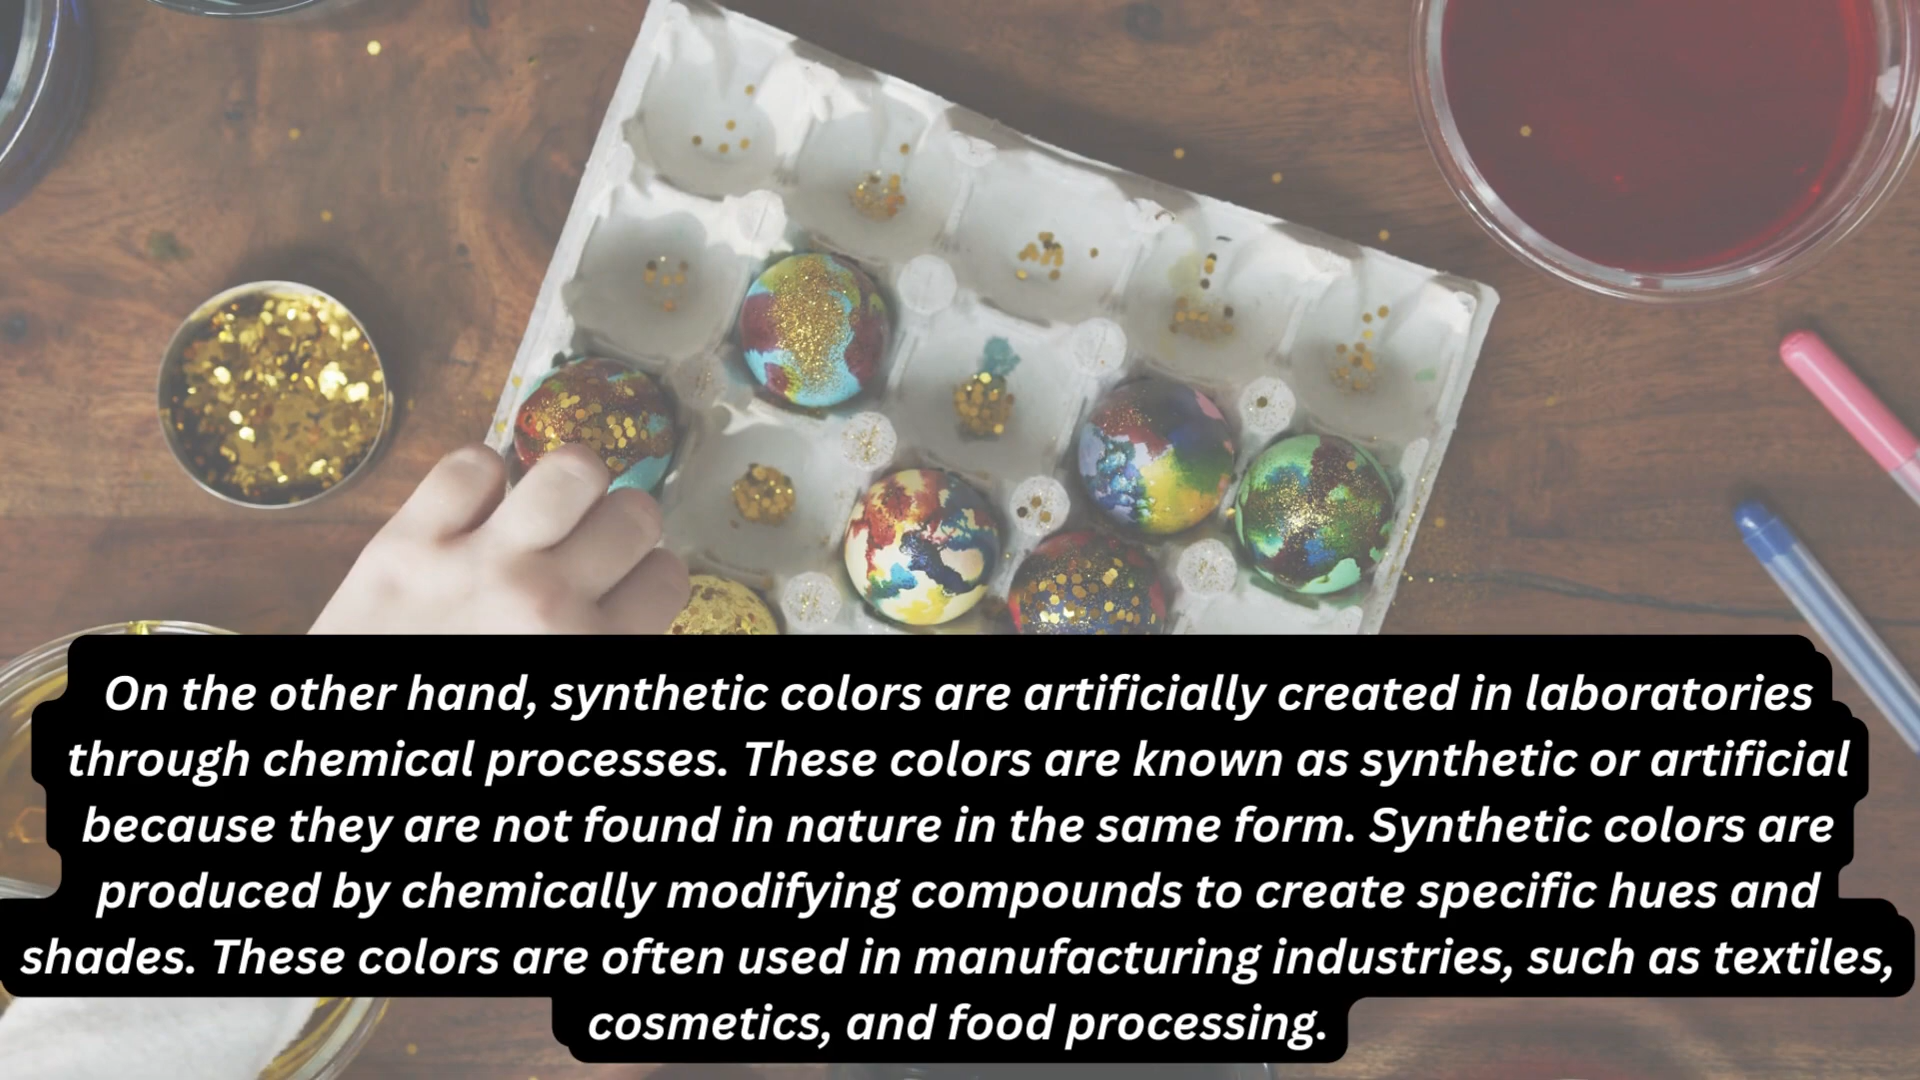 On the other hand, synthetic colors are artificially created in laboratories
through chemical processes. These colors are known as synthetic or artificial
because they are not found in nature in the same form. Synthetic colors are
produced by chemically modifying compounds to create specific hues and
shades. These colors are often used in manufacturing industries, such as textiles,
cosmetics, and food processing.